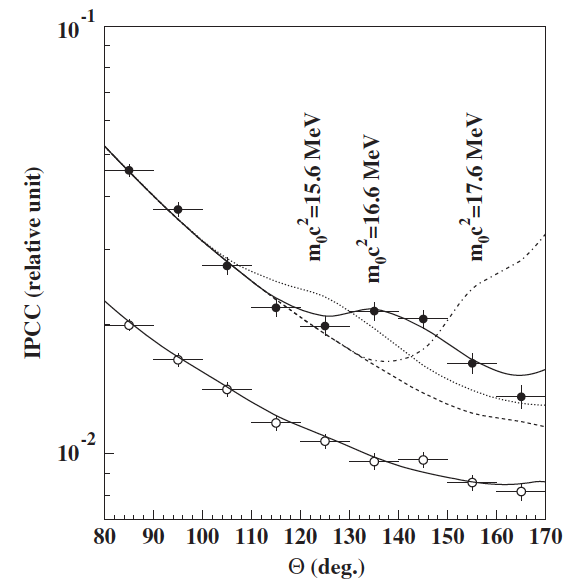 10⁻¹
10⁻²
IPCC (relative unit)
m₀c²=15.6 MeV
m₀c²=16.6 MeV
m₀c²=17.6 MeV
80 90 100 110 120 130 140 150 160 170
Θ (deg.)